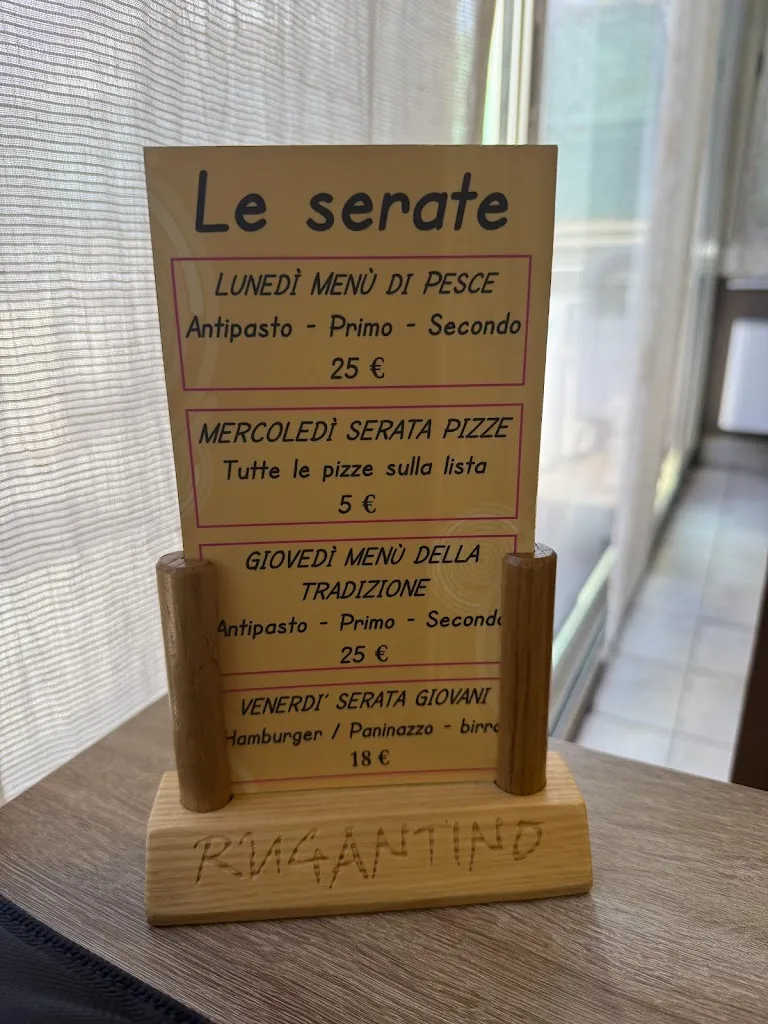 Le serate
LUNEDÌ MENÙ DI PESCE
Antipasto - Primo - Secondo
25 €
MERCOLEDÌ SERATA PIZZE
Tutte le pizze sulla lista
5 €
GIOVEDÌ MENÙ DELLA
TRADIZIONE
Antipasto - Primo - Secondo
25 €
VENERDI' SERATA GIOVANI
Hamburger / Paninazzo - birra
18 €
RUGANTINO